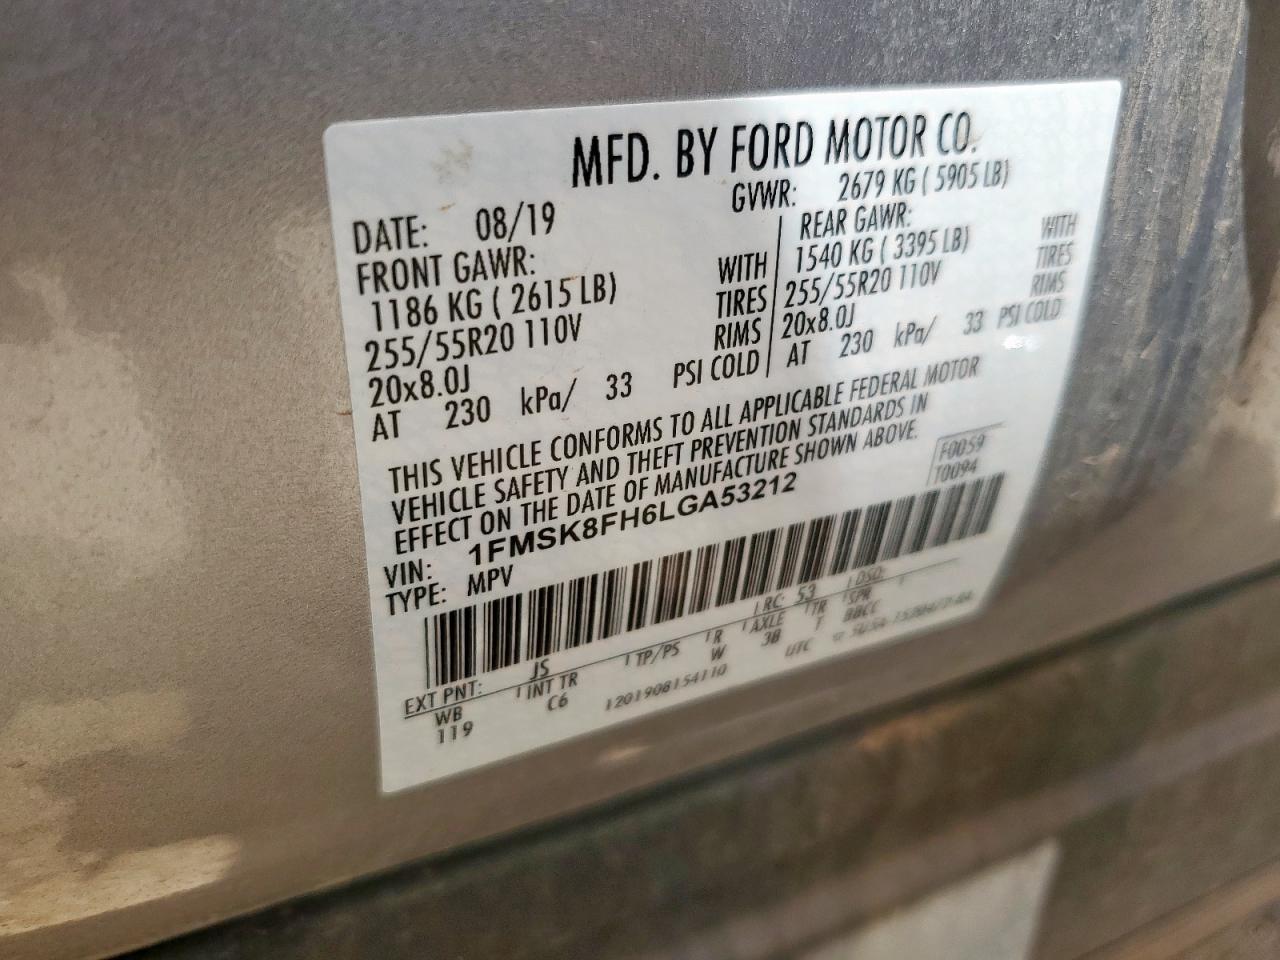 MFD. BY FORD MOTOR CO.
DATE: 08/19
GVWR: 2679 KG ( 5905 LB)
FRONT GAWR:
1186 KG ( 2615 LB) WITH
255/55R20 110V TIRES
20x8.0J RIMS
AT 230 kPa/ 33 PSI COLD
REAR GAWR:
1540 KG ( 3395 LB) WITH
255/55R20 110V TIRES
20x8.0J RIMS
AT 230 kPa/ 33 PSI COLD
THIS VEHICLE CONFORMS TO ALL APPLICABLE FEDERAL MOTOR
VEHICLE SAFETY AND THEFT PREVENTION STANDARDS IN
EFFECT ON THE DATE OF MANUFACTURE SHOWN ABOVE.
F0059
T0094
VIN: 1FMSK8FH6LGA53212
TYPE: MPV
EXT PNT: JS RC: 53 DSO:
WB INT TR TP/PS R AXLE TR SPR
119 C6 W 3B T BBCC
1201908154110 UTC